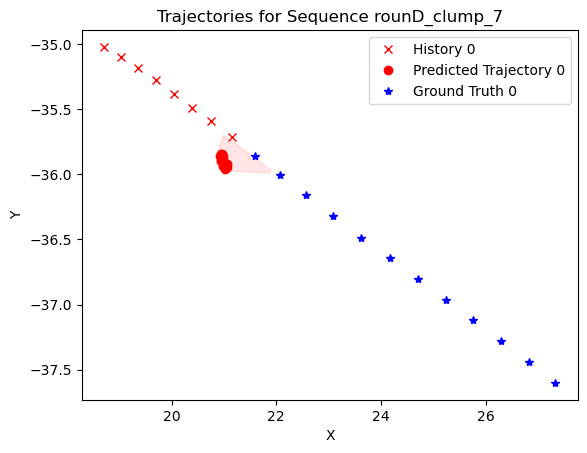 Trajectories for Sequence rounD_clump_7
History 0
Predicted Trajectory 0
Ground Truth 0
−35.0
−35.5
−36.0
−36.5
−37.0
−37.5
Y
20
22
24
26
X